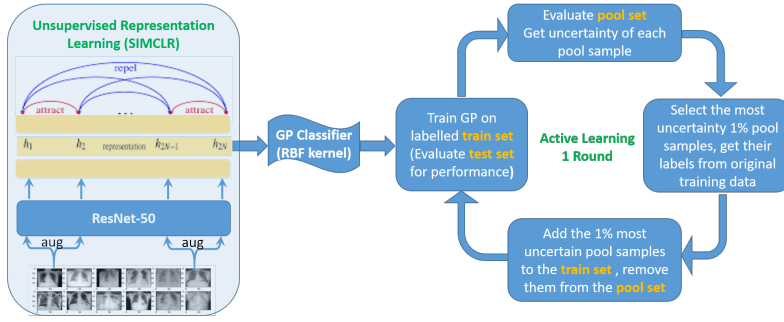 Unsupervised Representation
Learning (SIMCLR)
repel
attract
...
attract
h1
h2
representation
h2N−1
h2N
ResNet-50
aug
aug
GP Classifier
(RBF kernel)
Train GP on
labelled train set
(Evaluate test set
for performance)
Evaluate pool set
Get uncertainty of each
pool sample
Active Learning
1 Round
Select the most
uncertainty 1% pool
samples, get their
labels from original
training data
Add the 1% most
uncertain pool samples
to the train set , remove
them from the pool set